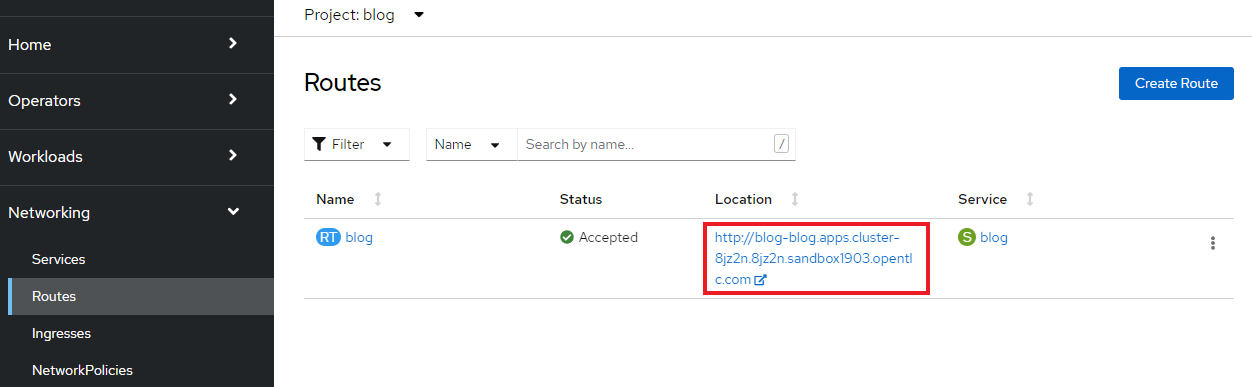 Project: blog
Home
Operators
Workloads
Networking
Services
Routes
Ingresses
NetworkPolicies
Routes
Create Route
Filter
Name
Search by name...
/
Name
Status
Location
Service
RT blog
Accepted
http://blog-blog.apps.cluster-
8jz2n.8jz2n.sandbox1903.opentl
c.com
S blog